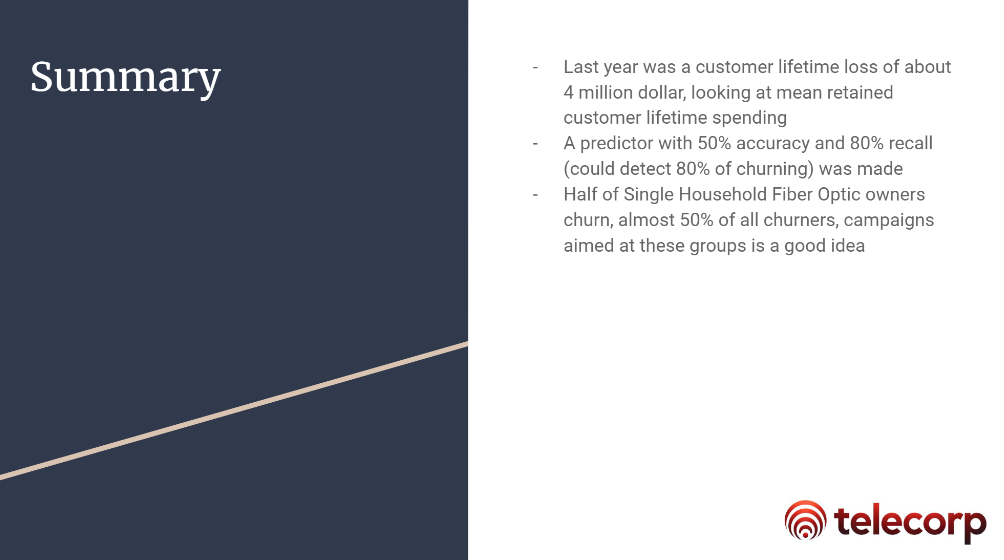 Summary
- Last year was a customer lifetime loss of about
4 million dollar, looking at mean retained
customer lifetime spending
- A predictor with 50% accuracy and 80% recall
(could detect 80% of churning) was made
- Half of Single Household Fiber Optic owners
churn, almost 50% of all churners, campaigns
aimed at these groups is a good idea
telecorp